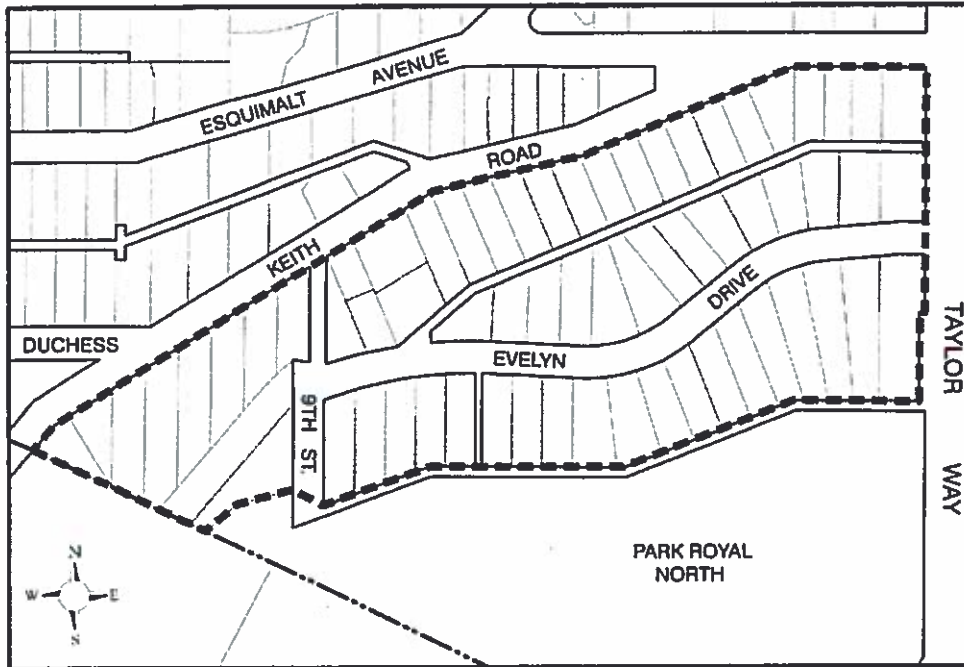 ESQUIMALT AVENUE
ROAD
KEITH
DRIVE
TAYLOR
DUCHESS
EVELYN
9TH ST.
WAY
PARK ROYAL
NORTH
N
W E
S